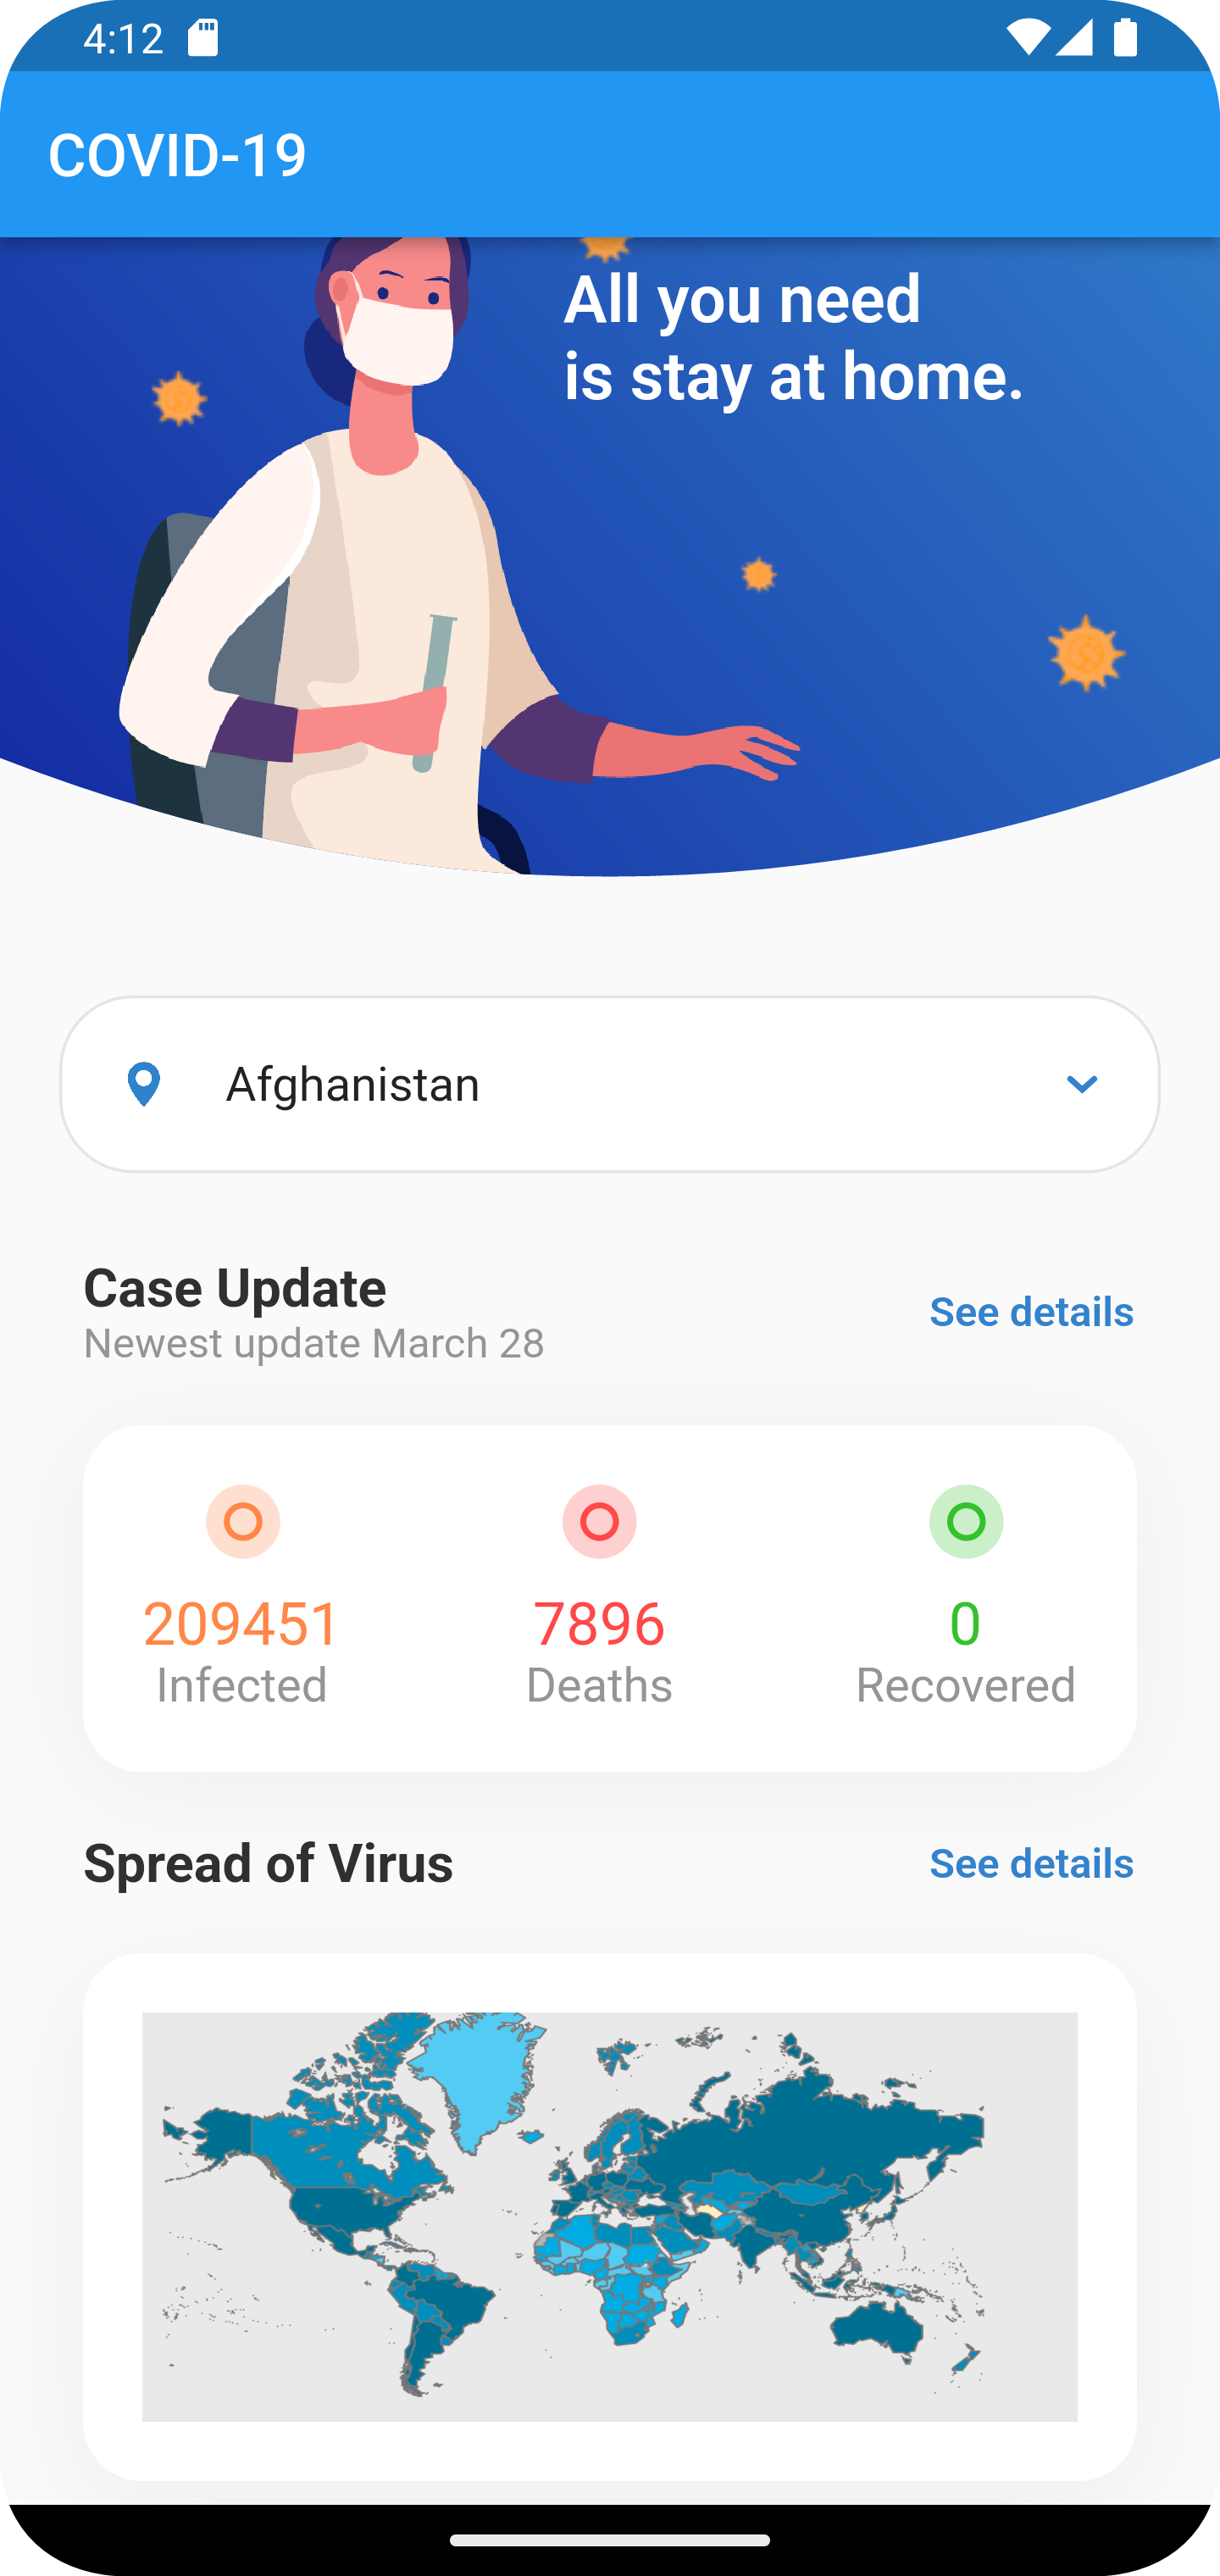 4:12
COVID-19
All you need
is stay at home.
Afghanistan
Case Update
Newest update March 28
See details
209451
Infected
7896
Deaths
0
Recovered
Spread of Virus
See details